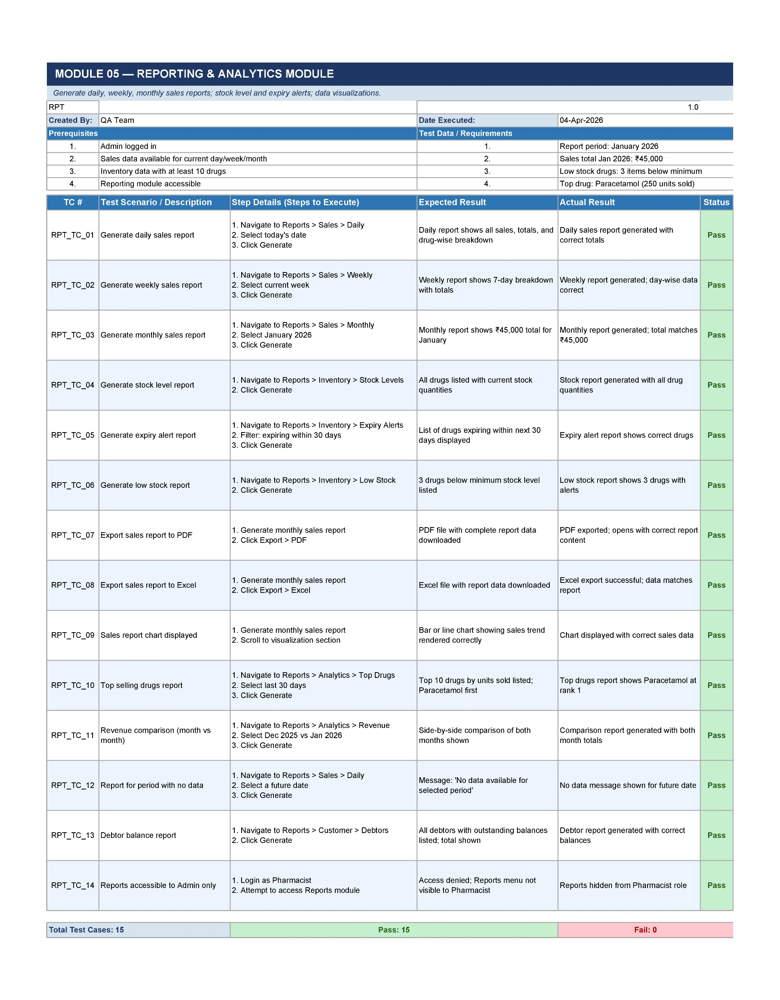 MODULE 05 — REPORTING & ANALYTICS MODULE
Generate daily, weekly, monthly sales reports; stock level and expiry alerts; data visualizations.
RPT 1.0
Created By: QA Team Date Executed: 04-Apr-2026
Prerequisites Test Data / Requirements
1. Admin logged in 1. Report period: January 2026
2. Sales data available for current day/week/month 2. Sales total Jan 2026: ₹45,000
3. Inventory data with at least 10 drugs 3. Low stock drugs: 3 items below minimum
4. Reporting module accessible 4. Top drug: Paracetamol (250 units sold)
TC # Test Scenario / Description Step Details (Steps to Execute) Expected Result Actual Result Status
RPT_TC_01
Generate daily sales report
1. Navigate to Reports > Sales > Daily
2. Select today's date
3. Click Generate
Daily report shows all sales, totals, and
drug-wise breakdown
Daily sales report generated with
correct totals
Pass
RPT_TC_02
Generate weekly sales report
1. Navigate to Reports > Sales > Weekly
2. Select current week
3. Click Generate
Weekly report shows 7-day breakdown
with totals
Weekly report generated; day-wise data
correct
Pass
RPT_TC_03
Generate monthly sales report
1. Navigate to Reports > Sales > Monthly
2. Select January 2026
3. Click Generate
Monthly report shows ₹45,000 total for
January
Monthly report generated; total matches
₹45,000
Pass
RPT_TC_04
Generate stock level report
1. Navigate to Reports > Inventory > Stock Levels
2. Click Generate
All drugs listed with current stock
quantities
Stock report generated with all drug
quantities
Pass
RPT_TC_05
Generate expiry alert report
1. Navigate to Reports > Inventory > Expiry Alerts
2. Filter: expiring within 30 days
3. Click Generate
List of drugs expiring within next 30
days displayed
Expiry alert report shows correct drugs
Pass
RPT_TC_06
Generate low stock report
1. Navigate to Reports > Inventory > Low Stock
2. Click Generate
3 drugs below minimum stock level
listed
Low stock report shows 3 drugs with
alerts
Pass
RPT_TC_07
Export sales report to PDF
1. Generate monthly sales report
2. Click Export > PDF
PDF file with complete report data
downloaded
PDF exported; opens with correct report
content
Pass
RPT_TC_08
Export sales report to Excel
1. Generate monthly sales report
2. Click Export > Excel
Excel file with report data downloaded
Excel export successful; data matches
report
Pass
RPT_TC_09
Sales report chart displayed
1. Generate monthly sales report
2. Scroll to visualization section
Bar or line chart showing sales trend
rendered correctly
Chart displayed with correct sales data
Pass
RPT_TC_10
Top selling drugs report
1. Navigate to Reports > Analytics > Top Drugs
2. Select last 30 days
3. Click Generate
Top 10 drugs by units sold listed;
Paracetamol first
Top drugs report shows Paracetamol at
rank 1
Pass
RPT_TC_11
Revenue comparison (month vs
month)
1. Navigate to Reports > Analytics > Revenue
2. Select Dec 2025 vs Jan 2026
3. Click Generate
Side-by-side comparison of both
months shown
Comparison report generated with both
month totals
Pass
RPT_TC_12
Report for period with no data
1. Navigate to Reports > Sales > Daily
2. Select a future date
3. Click Generate
Message: 'No data available for
selected period'
No data message shown for future date
Pass
RPT_TC_13
Debtor balance report
1. Navigate to Reports > Customer > Debtors
2. Click Generate
All debtors with outstanding balances
listed; total shown
Debtor report generated with correct
balances
Pass
RPT_TC_14
Reports accessible to Admin only
1. Login as Pharmacist
2. Attempt to access Reports module
Access denied; Reports menu not
visible to Pharmacist
Reports hidden from Pharmacist role
Pass
Total Test Cases: 15 Pass: 15 Fail: 0